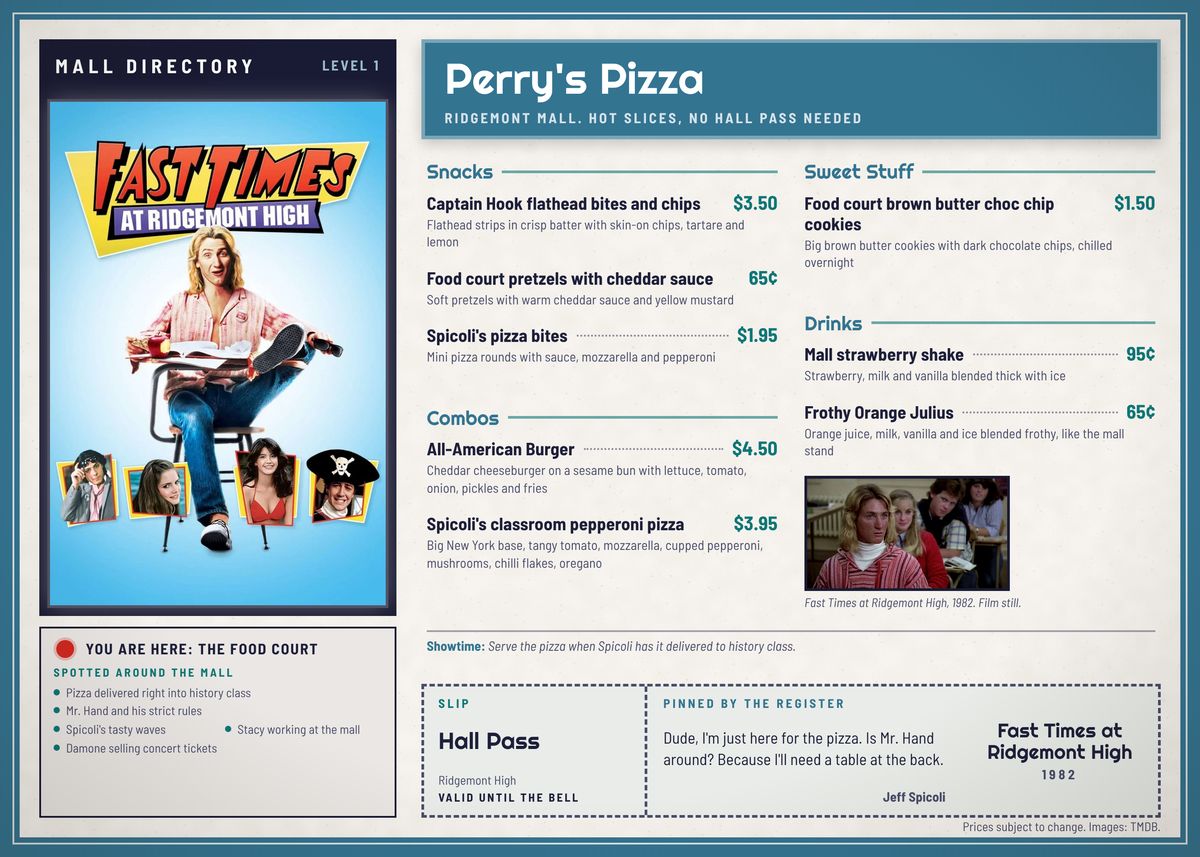 MALL DIRECTORY
LEVEL 1
FAST TIMES
AT RIDGEMONT HIGH
YOU ARE HERE: THE FOOD COURT
SPOTTED AROUND THE MALL
Pizza delivered right into history class
Mr. Hand and his strict rules
Spicoli's tasty waves
Stacy working at the mall
Damone selling concert tickets
Perry's Pizza
RIDGEMONT MALL. HOT SLICES, NO HALL PASS NEEDED
Snacks
Captain Hook flathead bites and chips $3.50
Flathead strips in crisp batter with skin-on chips, tartare and
lemon
Food court pretzels with cheddar sauce 65¢
Soft pretzels with warm cheddar sauce and yellow mustard
Spicoli's pizza bites $1.95
Mini pizza rounds with sauce, mozzarella and pepperoni
Combos
All-American Burger $4.50
Cheddar cheeseburger on a sesame bun with lettuce, tomato,
onion, pickles and fries
Spicoli's classroom pepperoni pizza $3.95
Big New York base, tangy tomato, mozzarella, cupped pepperoni,
mushrooms, chilli flakes, oregano
Sweet Stuff
Food court brown butter choc chip $1.50
cookies
Big brown butter cookies with dark chocolate chips, chilled
overnight
Drinks
Mall strawberry shake 95¢
Strawberry, milk and vanilla blended thick with ice
Frothy Orange Julius 65¢
Orange juice, milk, vanilla and ice blended frothy, like the mall
stand
Fast Times at Ridgemont High, 1982. Film still.
Showtime: Serve the pizza when Spicoli has it delivered to history class.
SLIP
Hall Pass
Ridgemont High
VALID UNTIL THE BELL
PINNED BY THE REGISTER
Dude, I'm just here for the pizza. Is Mr. Hand
around? Because I'll need a table at the back.
Jeff Spicoli
Fast Times at
Ridgemont High
1982
Prices subject to change. Images: TMDB.